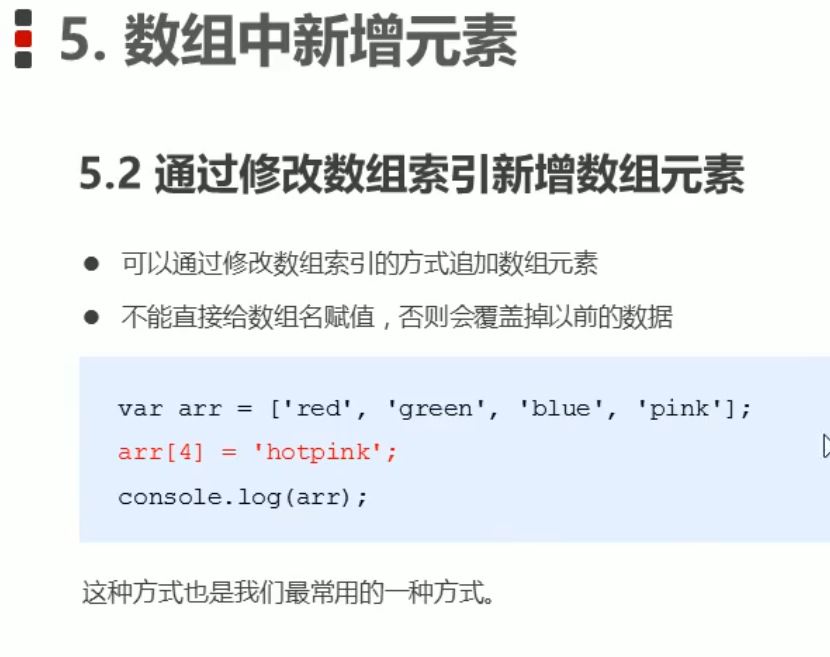 5. 数组中新增元素
5.2 通过修改数组索引新增数组元素
● 可以通过修改数组索引的方式追加数组元素
● 不能直接给数组名赋值，否则会覆盖掉以前的数据
var arr = ['red', 'green', 'blue', 'pink'];
arr[4] = 'hotpink';
console.log(arr);
这种方式也是我们最常用的一种方式。